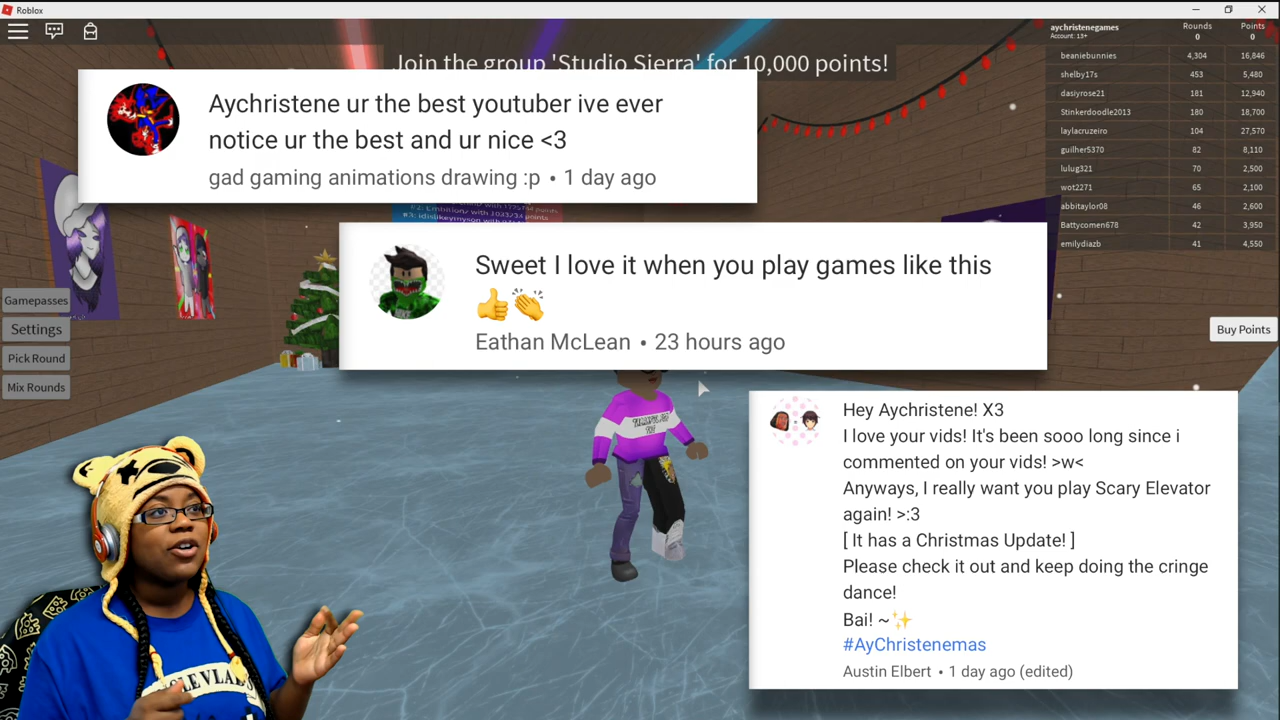 Roblox
Join the group 'Studio Sierra' for 10,000 points!
aychristenegames
Account: 13+
Rounds
0
Points
0
beaniebunnies 4,304 16,846
shelby17s 453 5,480
dasiyrose21 181 12,940
Stinkerdoodle2013 180 18,700
laylacruzeiro 104 27,570
guilher5370 82 8,110
lulug321 70 2,500
wot2271 65 2,100
abbitaylor08 46 2,600
Battycomen678 42 3,950
emilydiazb 41 4,550
Aychristene ur the best youtuber ive ever
notice ur the best and ur nice <3
gad gaming animations drawing :p • 1 day ago
Sweet I love it when you play games like this
👍👏
Eathan McLean • 23 hours ago
Gamepasses
Settings
Pick Round
Mix Rounds
Buy Points
Hey Aychristene! X3
I love your vids! It's been sooo long since i
commented on your vids! >w<
Anyways, I really want you play Scary Elevator
again! >:3
[ It has a Christmas Update! ]
Please check it out and keep doing the cringe
dance!
Bai! ~✨
#AyChristenemas
Austin Elbert • 1 day ago (edited)